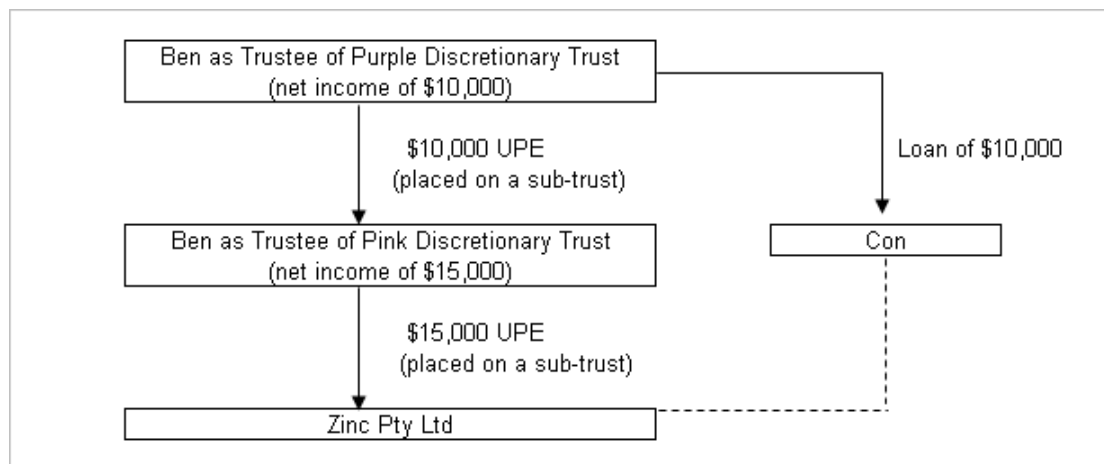 Ben as Trustee of Purple Discretionary Trust
(net income of $10,000)
$10,000 UPE
(placed on a sub-trust)
Loan of $10,000
Ben as Trustee of Pink Discretionary Trust
(net income of $15,000)
Con
$15,000 UPE
(placed on a sub-trust)
Zinc Pty Ltd